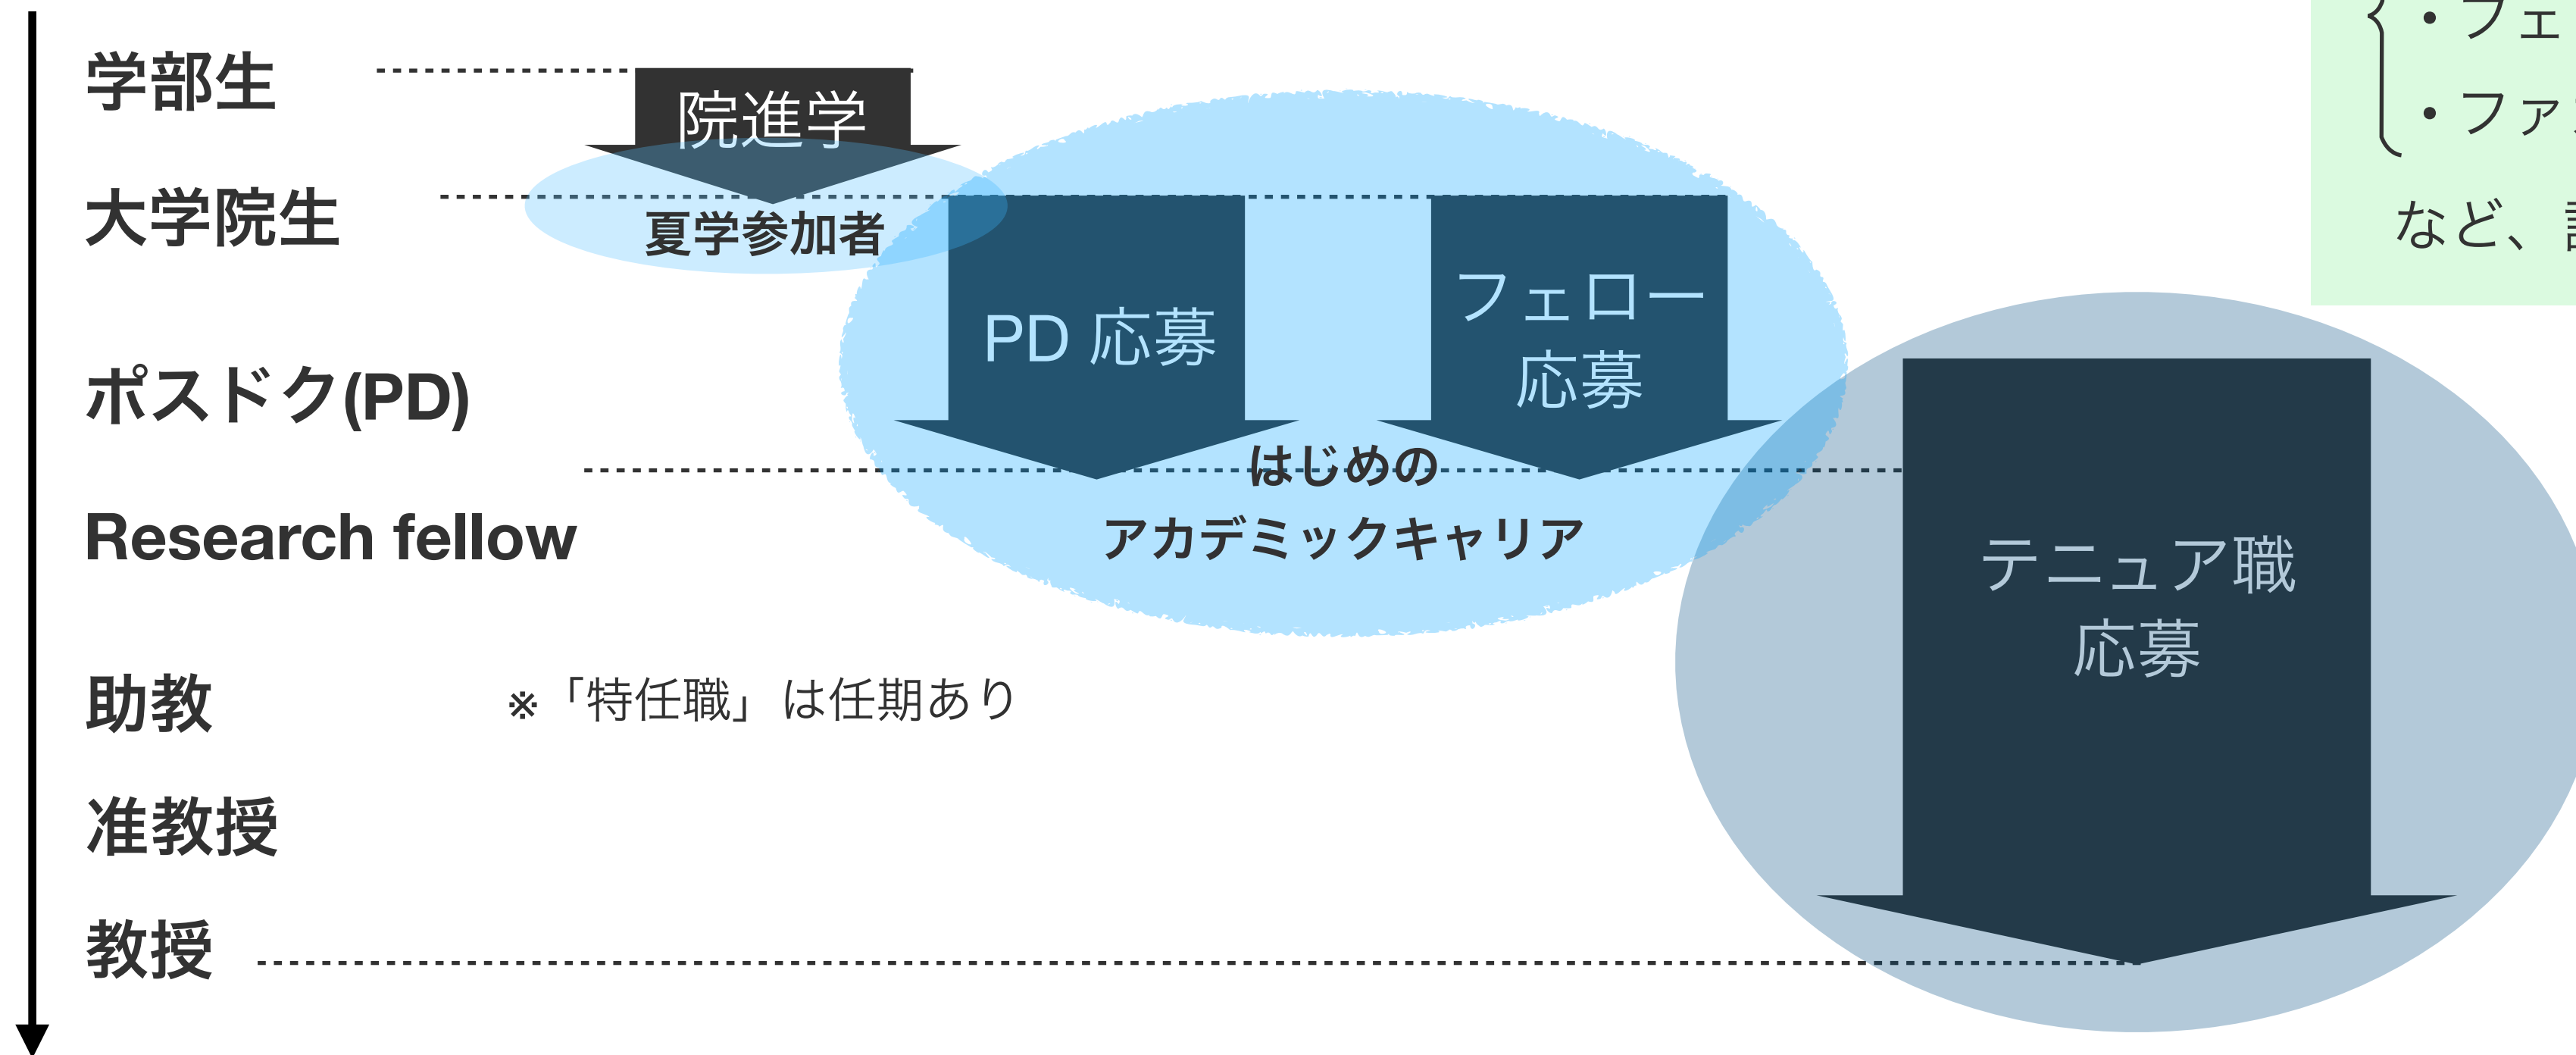 学部生
院進学
大学院生
夏学参加者
PD 応募
フェロー
応募
ポスドク(PD)
はじめの
アカデミックキャリア
Research fellow
テニュア職
応募
助教
※「特任職」は任期あり
准教授
教授
・フェ
・ファ
など、